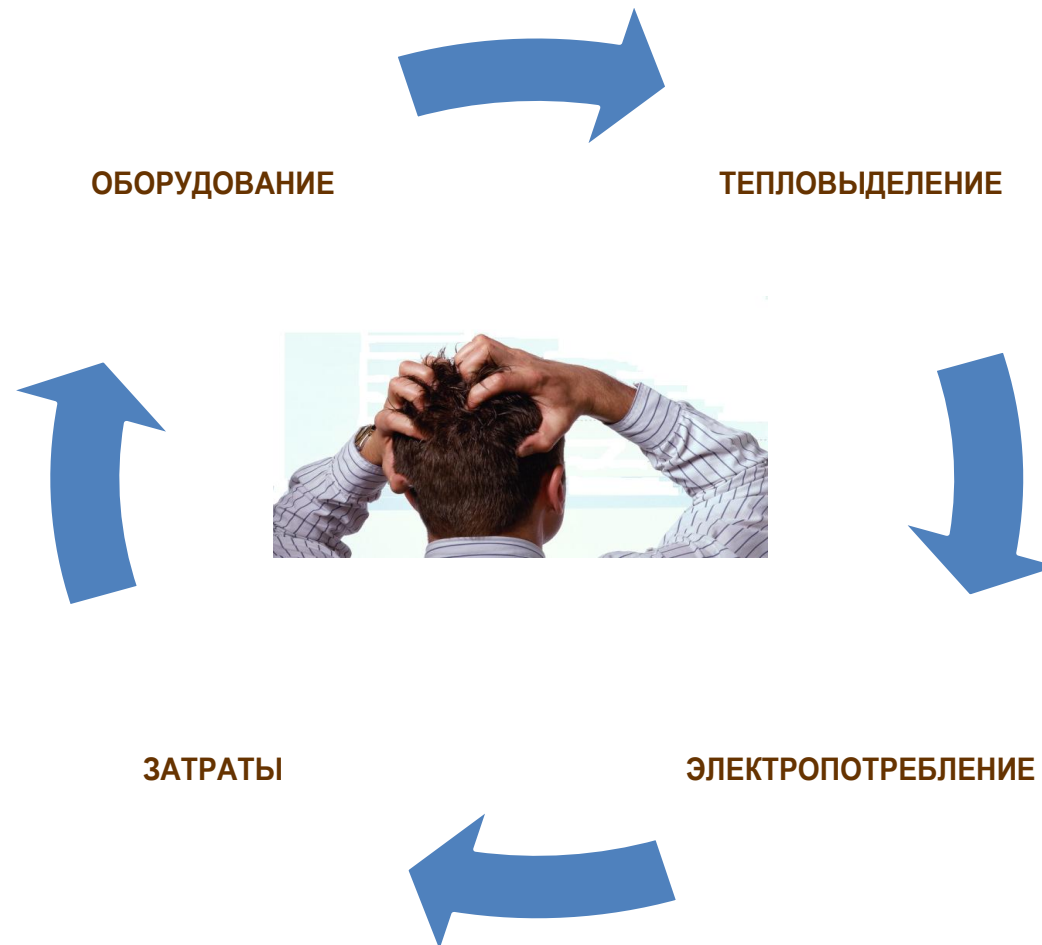 ОБОРУДОВАНИЕ
ТЕПЛОВЫДЕЛЕНИЕ
ЗАТРАТЫ
ЭЛЕКТРОПОТРЕБЛЕНИЕ